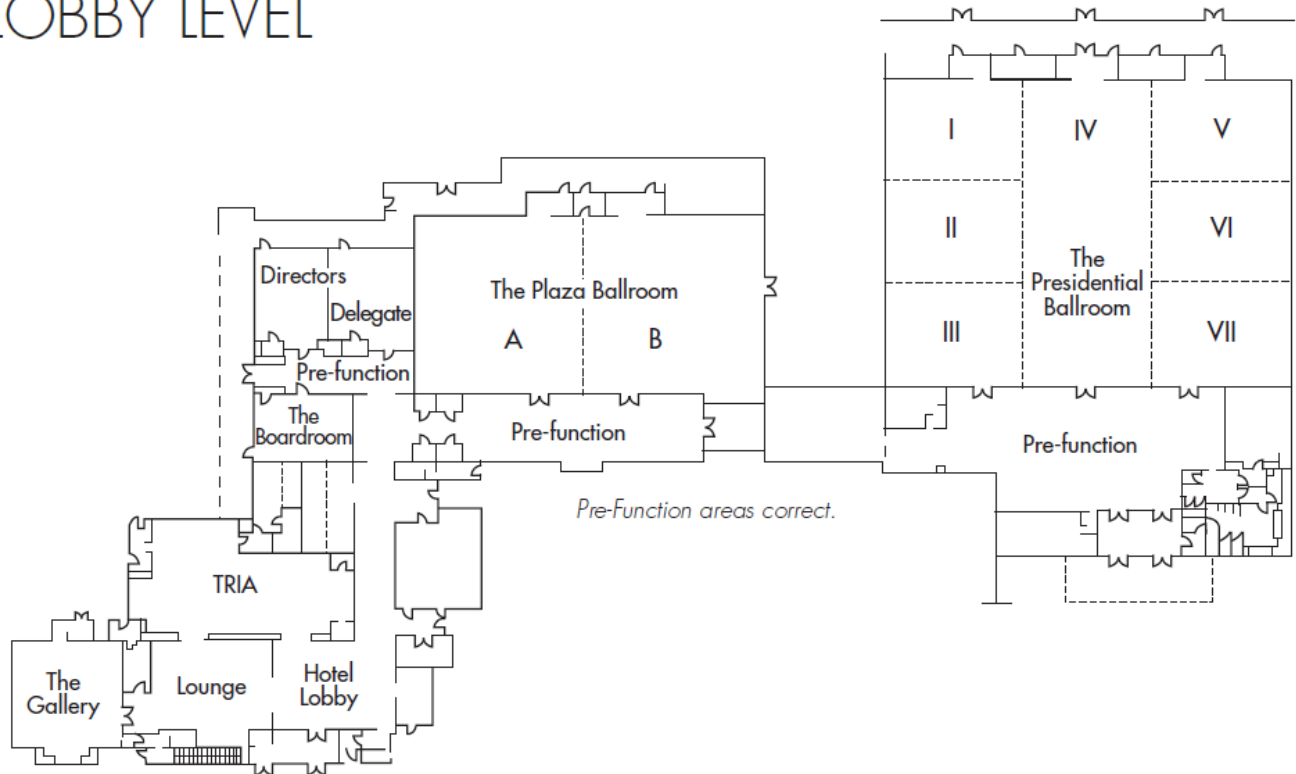 LOBBY LEVEL
I
IV
V
II
VI
The
Presidential
Ballroom
III
VII
Directors
Delegate
The Plaza Ballroom
A
B
Pre-function
The
Boardroom
Pre-function
Pre-function
Pre-Function areas correct.
TRIA
The
Gallery
Lounge
Hotel
Lobby